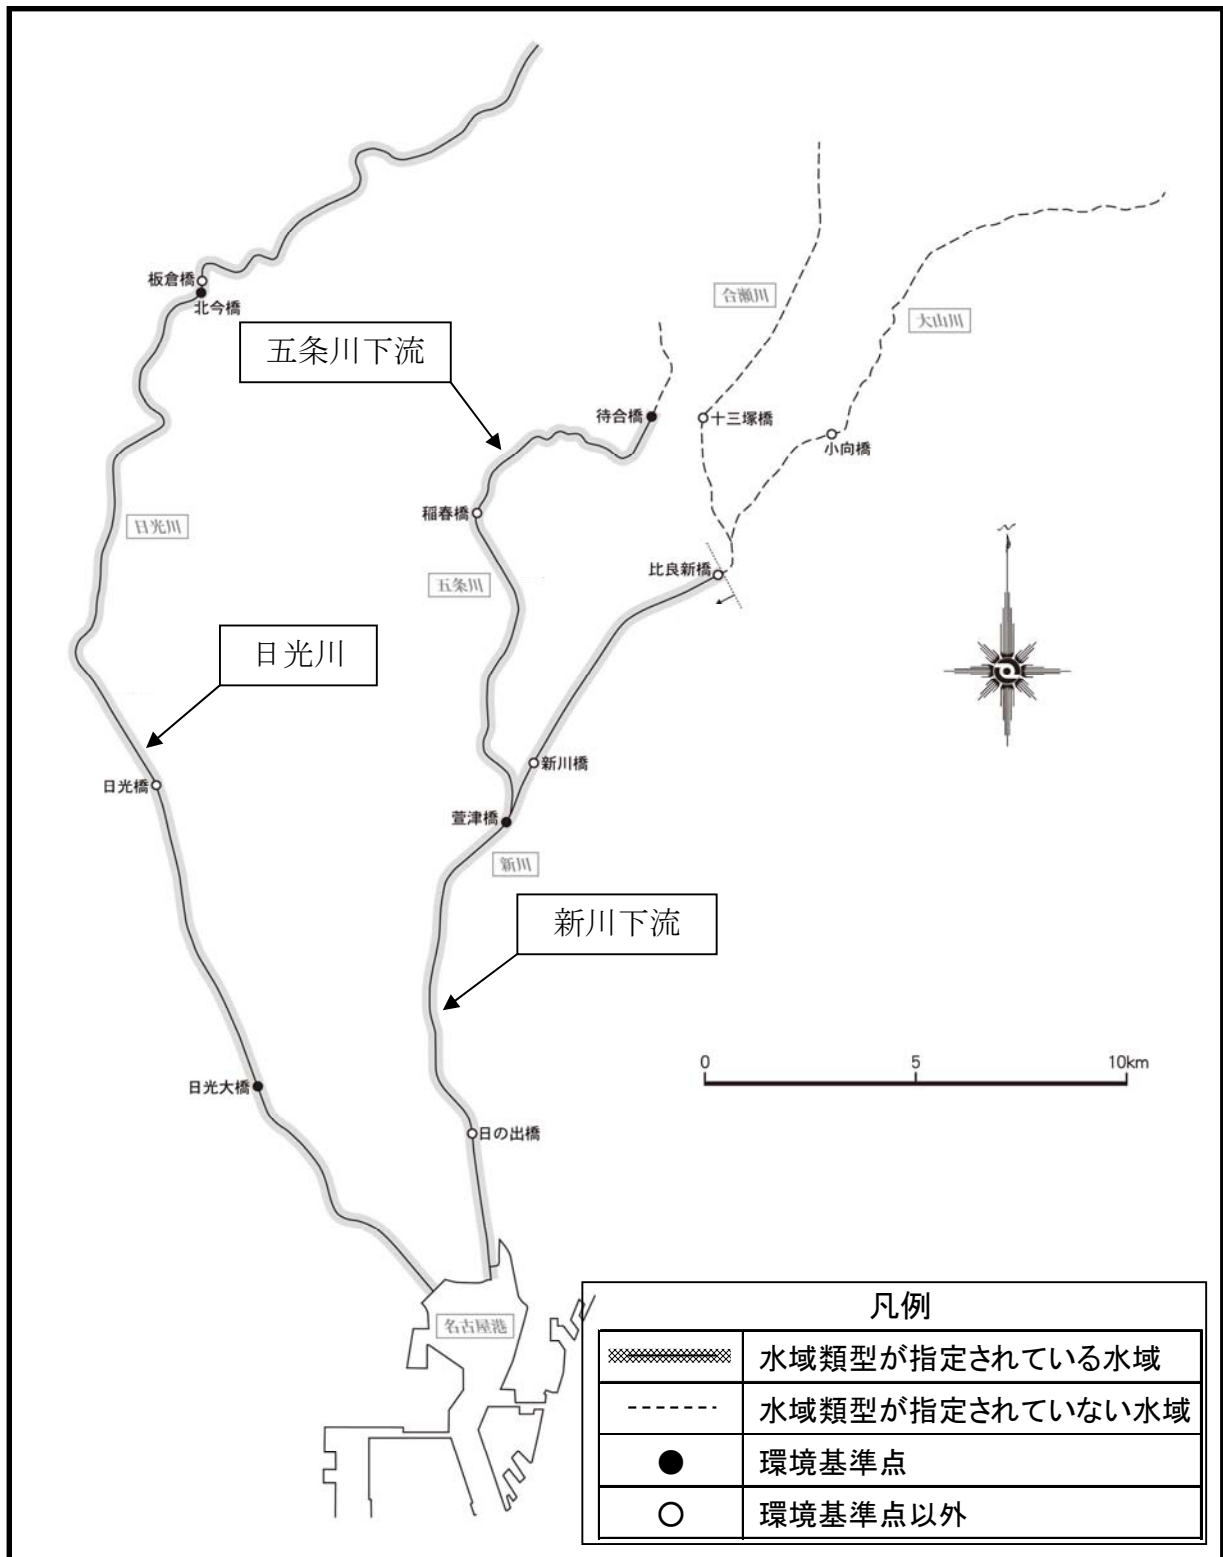 板倉橋
北今橋
合瀬川
大山川
五条川下流
待合橋
十三塚橋
小向橋
稲春橋
日光川
比良新橋
五条川
日光川
新川橋
日光橋
萱津橋
新川
新川下流
0 5 10km
日光大橋
日の出橋
名古屋港
凡例
水域類型が指定されている水域
水域類型が指定されていない水域
環境基準点
環境基準点以外